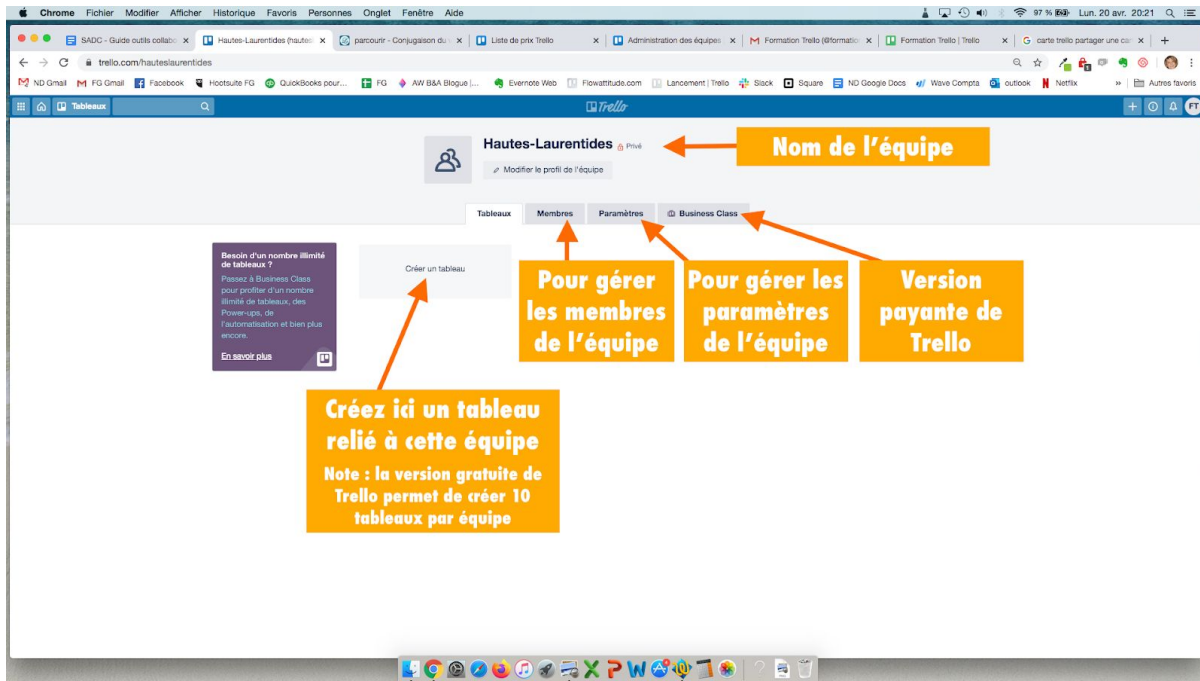 Chrome Fichier Modifier Afficher Historique Favoris Personnes Onglet Fenêtre Aide 97 % Lun. 20 avr. 20:21
SADC - Guide outils collabo Hautes-Laurentides (hautes parcourir - Conjugaison du Liste de prix Trello Administration des équipes M Formation Trello (@formatio Formation Trello | Trello G carte trello partager une car
trello.com/hauteslaurentides
ND Gmail FG Gmail Facebook Hootsuite FG QuickBooks pour... FG AW B&A Blogue |... Evernote Web Flowattitude.com Lancement | Trello Slack Square ND Google Docs Wave Compta outlook Netflix » Autres favoris
Tableaux Trello FT
Hautes-Laurentides Privé
Nom de l'équipe
Modifier le profil de l'équipe
Tableaux Membres Paramètres Business Class
Besoin d'un nombre illimité
de tableaux ?
Passez à Business Class
pour profiter d'un nombre
illimité de tableaux, des
Power-ups, de
l'automatisation et bien plus
encore.
En savoir plus
Créer un tableau
Pour gérer
les membres
de l'équipe
Pour gérer les
paramètres
de l'équipe
Version
payante de
Trello
Créez ici un tableau
relié à cette équipe
Note : la version gratuite de
Trello permet de créer 10
tableaux par équipe